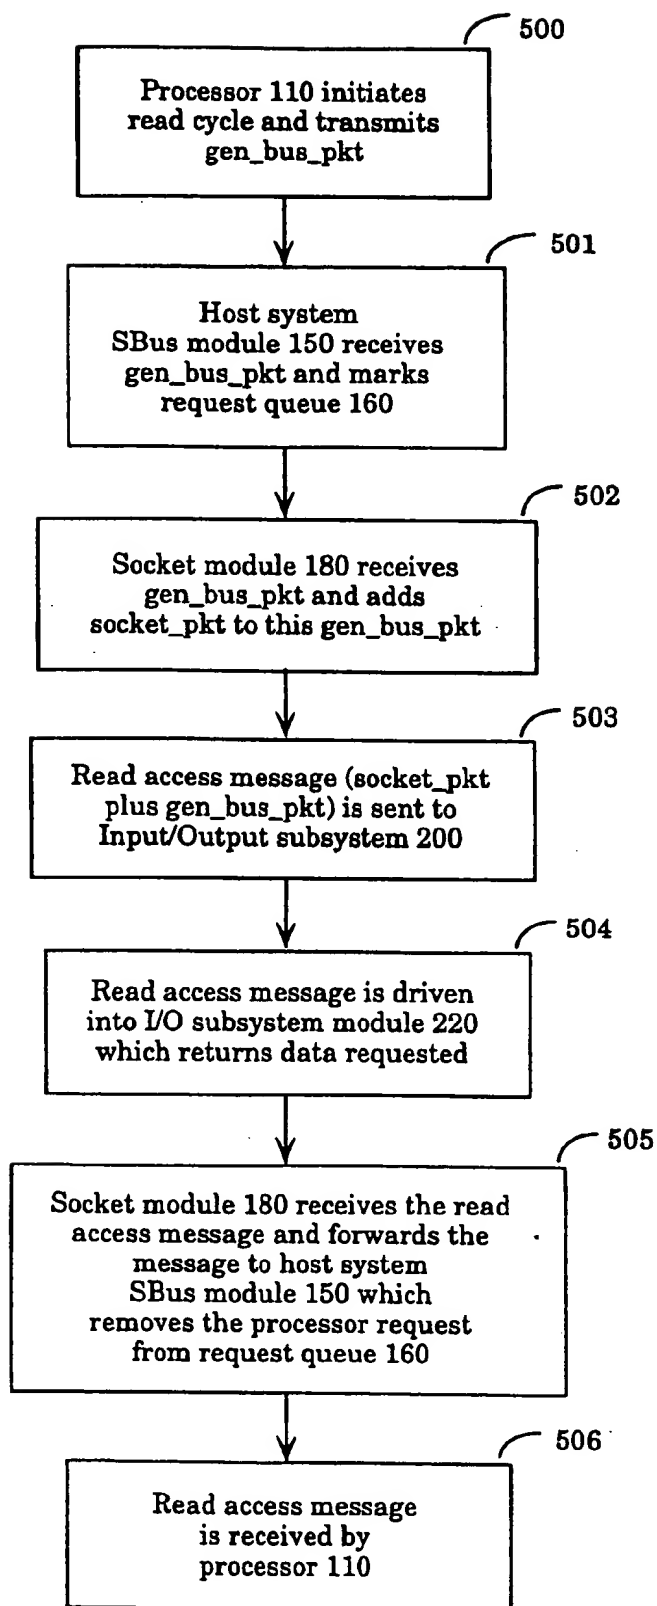 500
Processor 110 initiates
read cycle and transmits
gen_bus_pkt
501
Host system
SBus module 150 receives
gen_bus_pkt and marks
request queue 160
502
Socket module 180 receives
gen_bus_pkt and adds
socket_pkt to this gen_bus_pkt
503
Read access message (socket_pkt
plus gen_bus_pkt) is sent to
Input/Output subsystem 200
504
Read access message is driven
into I/O subsystem module 220
which returns data requested
505
Socket module 180 receives the read
access message and forwards the
message to host system
SBus module 150 which
removes the processor request
from request queue 160
506
Read access message
is received by
processor 110